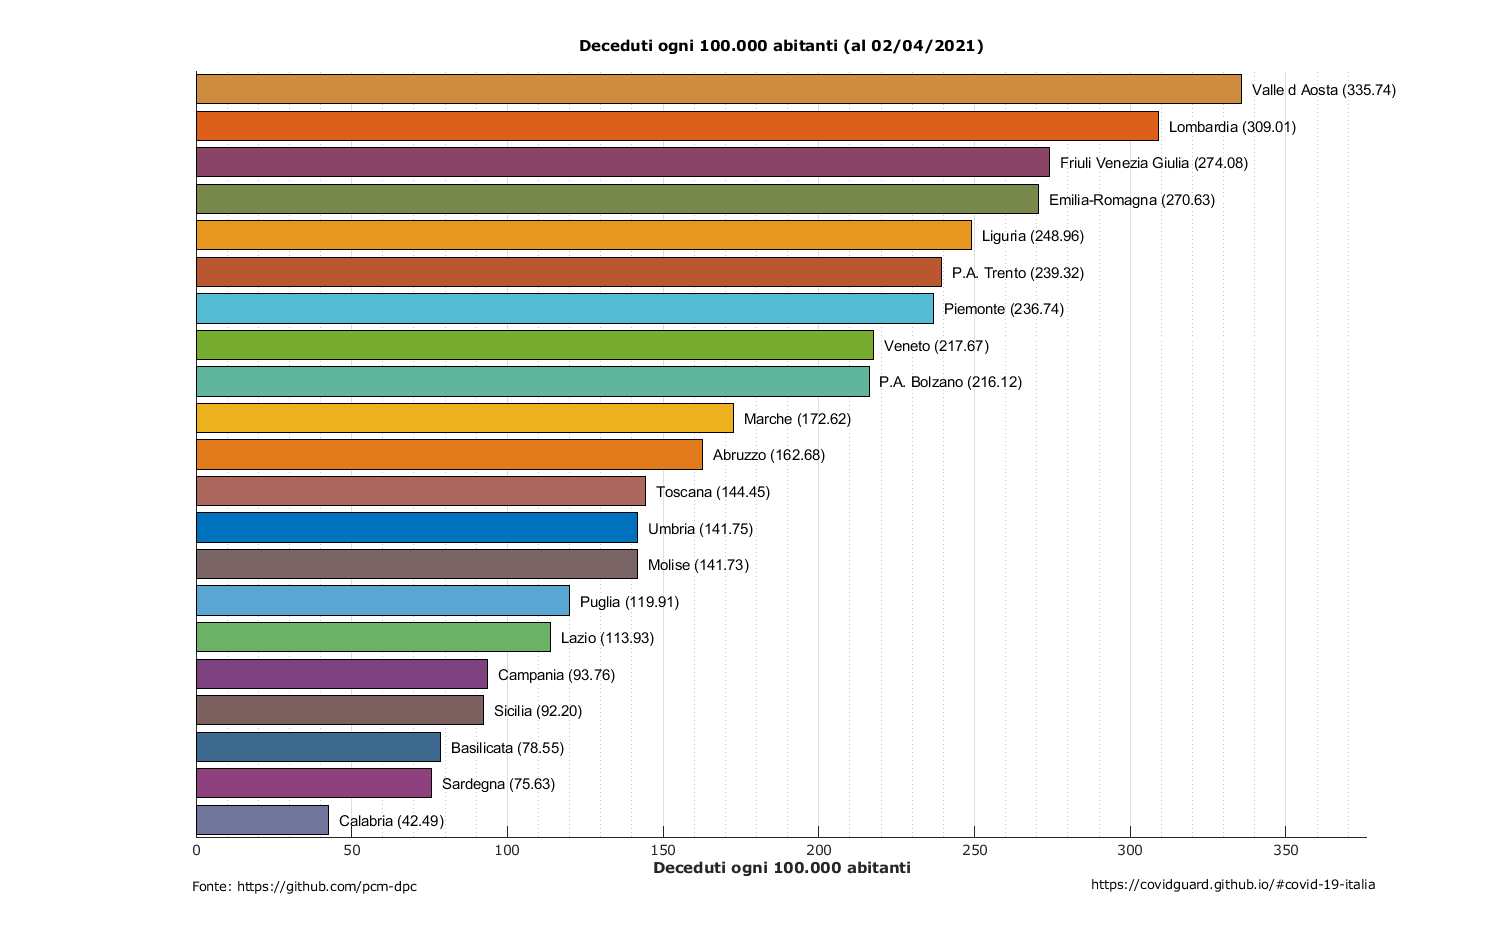 Deceduti ogni 100.000 abitanti (al 02/04/2021)
Valle d Aosta (335.74)
Lombardia (309.01)
Friuli Venezia Giulia (274.08)
Emilia-Romagna (270.63)
Liguria (248.96)
P.A. Trento (239.32)
Piemonte (236.74)
Veneto (217.67)
P.A. Bolzano (216.12)
Marche (172.62)
Abruzzo (162.68)
Toscana (144.45)
Umbria (141.75)
Molise (141.73)
Puglia (119.91)
Lazio (113.93)
Campania (93.76)
Sicilia (92.20)
Basilicata (78.55)
Sardegna (75.63)
Calabria (42.49)
0 50 100 150 200 250 300 350
Deceduti ogni 100.000 abitanti
Fonte: https://github.com/pcm-dpc
https://covidguard.github.io/#covid-19-italia